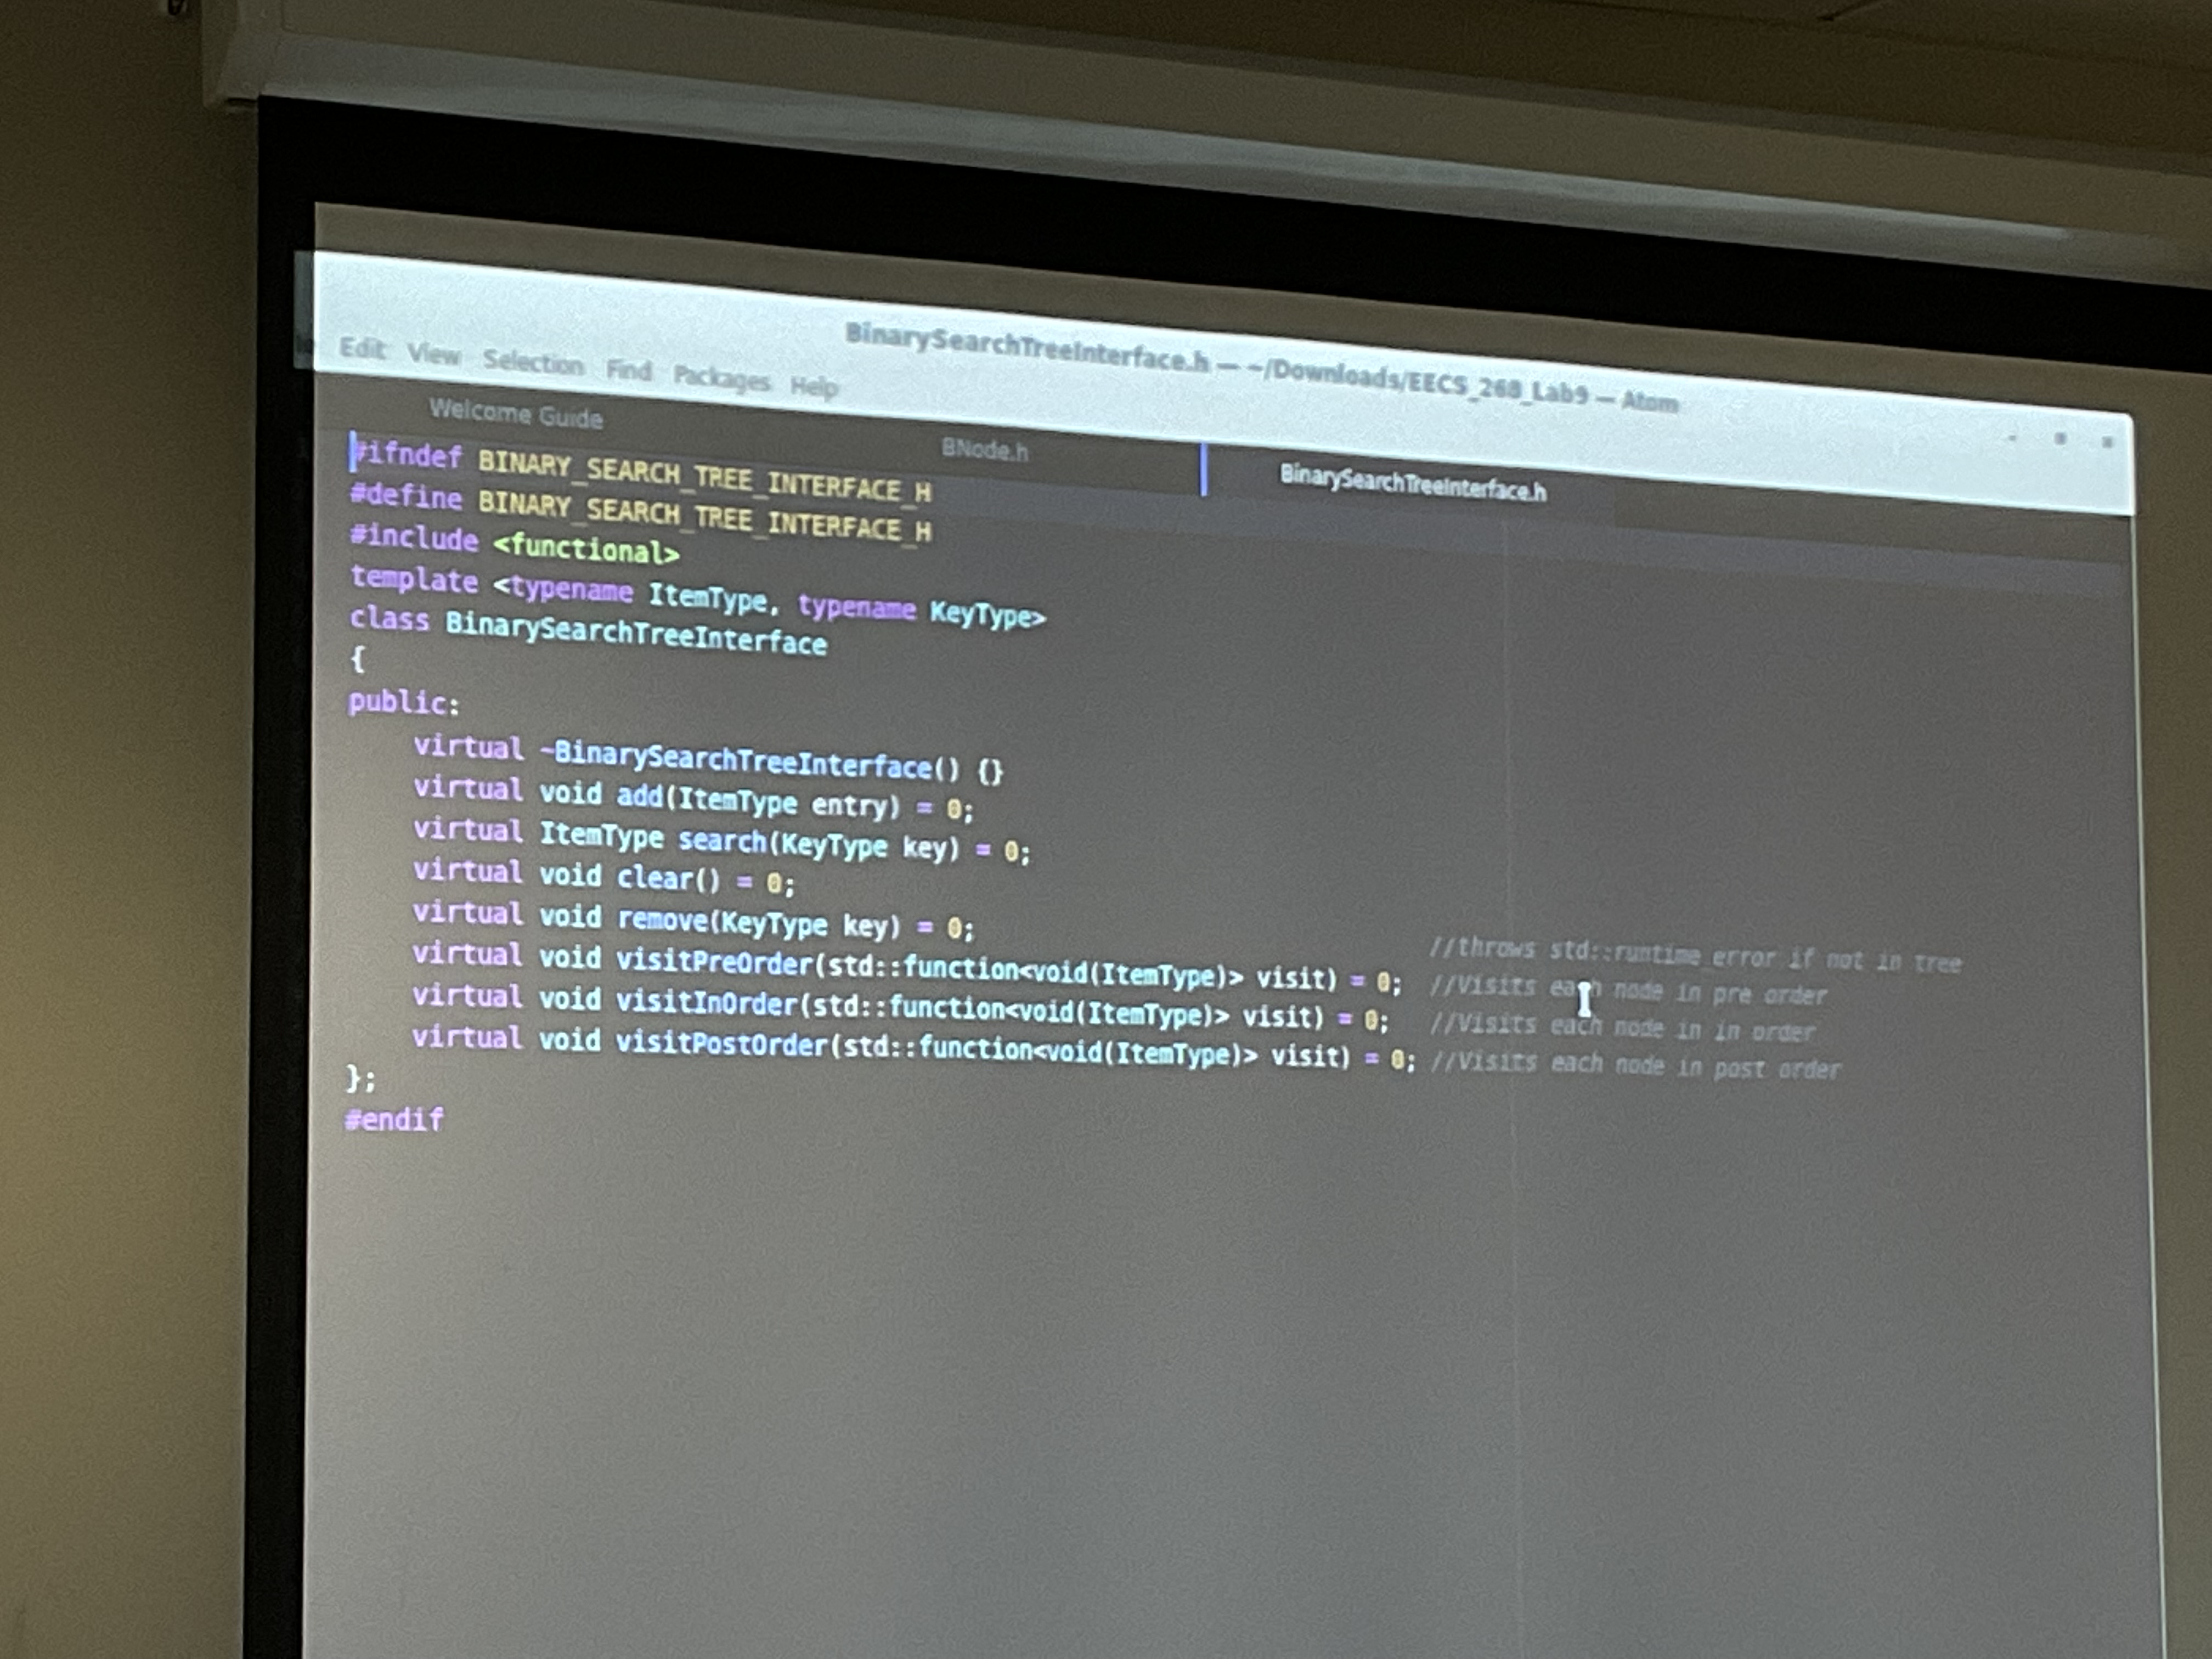 BinarySearchTreeInterface.h — ~/Downloads/EECS_268_Lab9 — Atom
Edit View Selection Find Packages Help
Welcome Guide BNode.h BinarySearchTreeInterface.h
#ifndef BINARY_SEARCH_TREE_INTERFACE_H
#define BINARY_SEARCH_TREE_INTERFACE_H
#include <functional>
template <typename ItemType, typename KeyType>
class BinarySearchTreeInterface
{
public:
    virtual ~BinarySearchTreeInterface() {}
    virtual void add(ItemType entry) = 0;
    virtual ItemType search(KeyType key) = 0;
    virtual void clear() = 0;
    virtual void remove(KeyType key) = 0; //throws std::runtime_error if not in tree
    virtual void visitPreOrder(std::function<void(ItemType)> visit) = 0; //Visits each node in pre order
    virtual void visitInOrder(std::function<void(ItemType)> visit) = 0; //Visits each node in in order
    virtual void visitPostOrder(std::function<void(ItemType)> visit) = 0; //Visits each node in post order
};
#endif